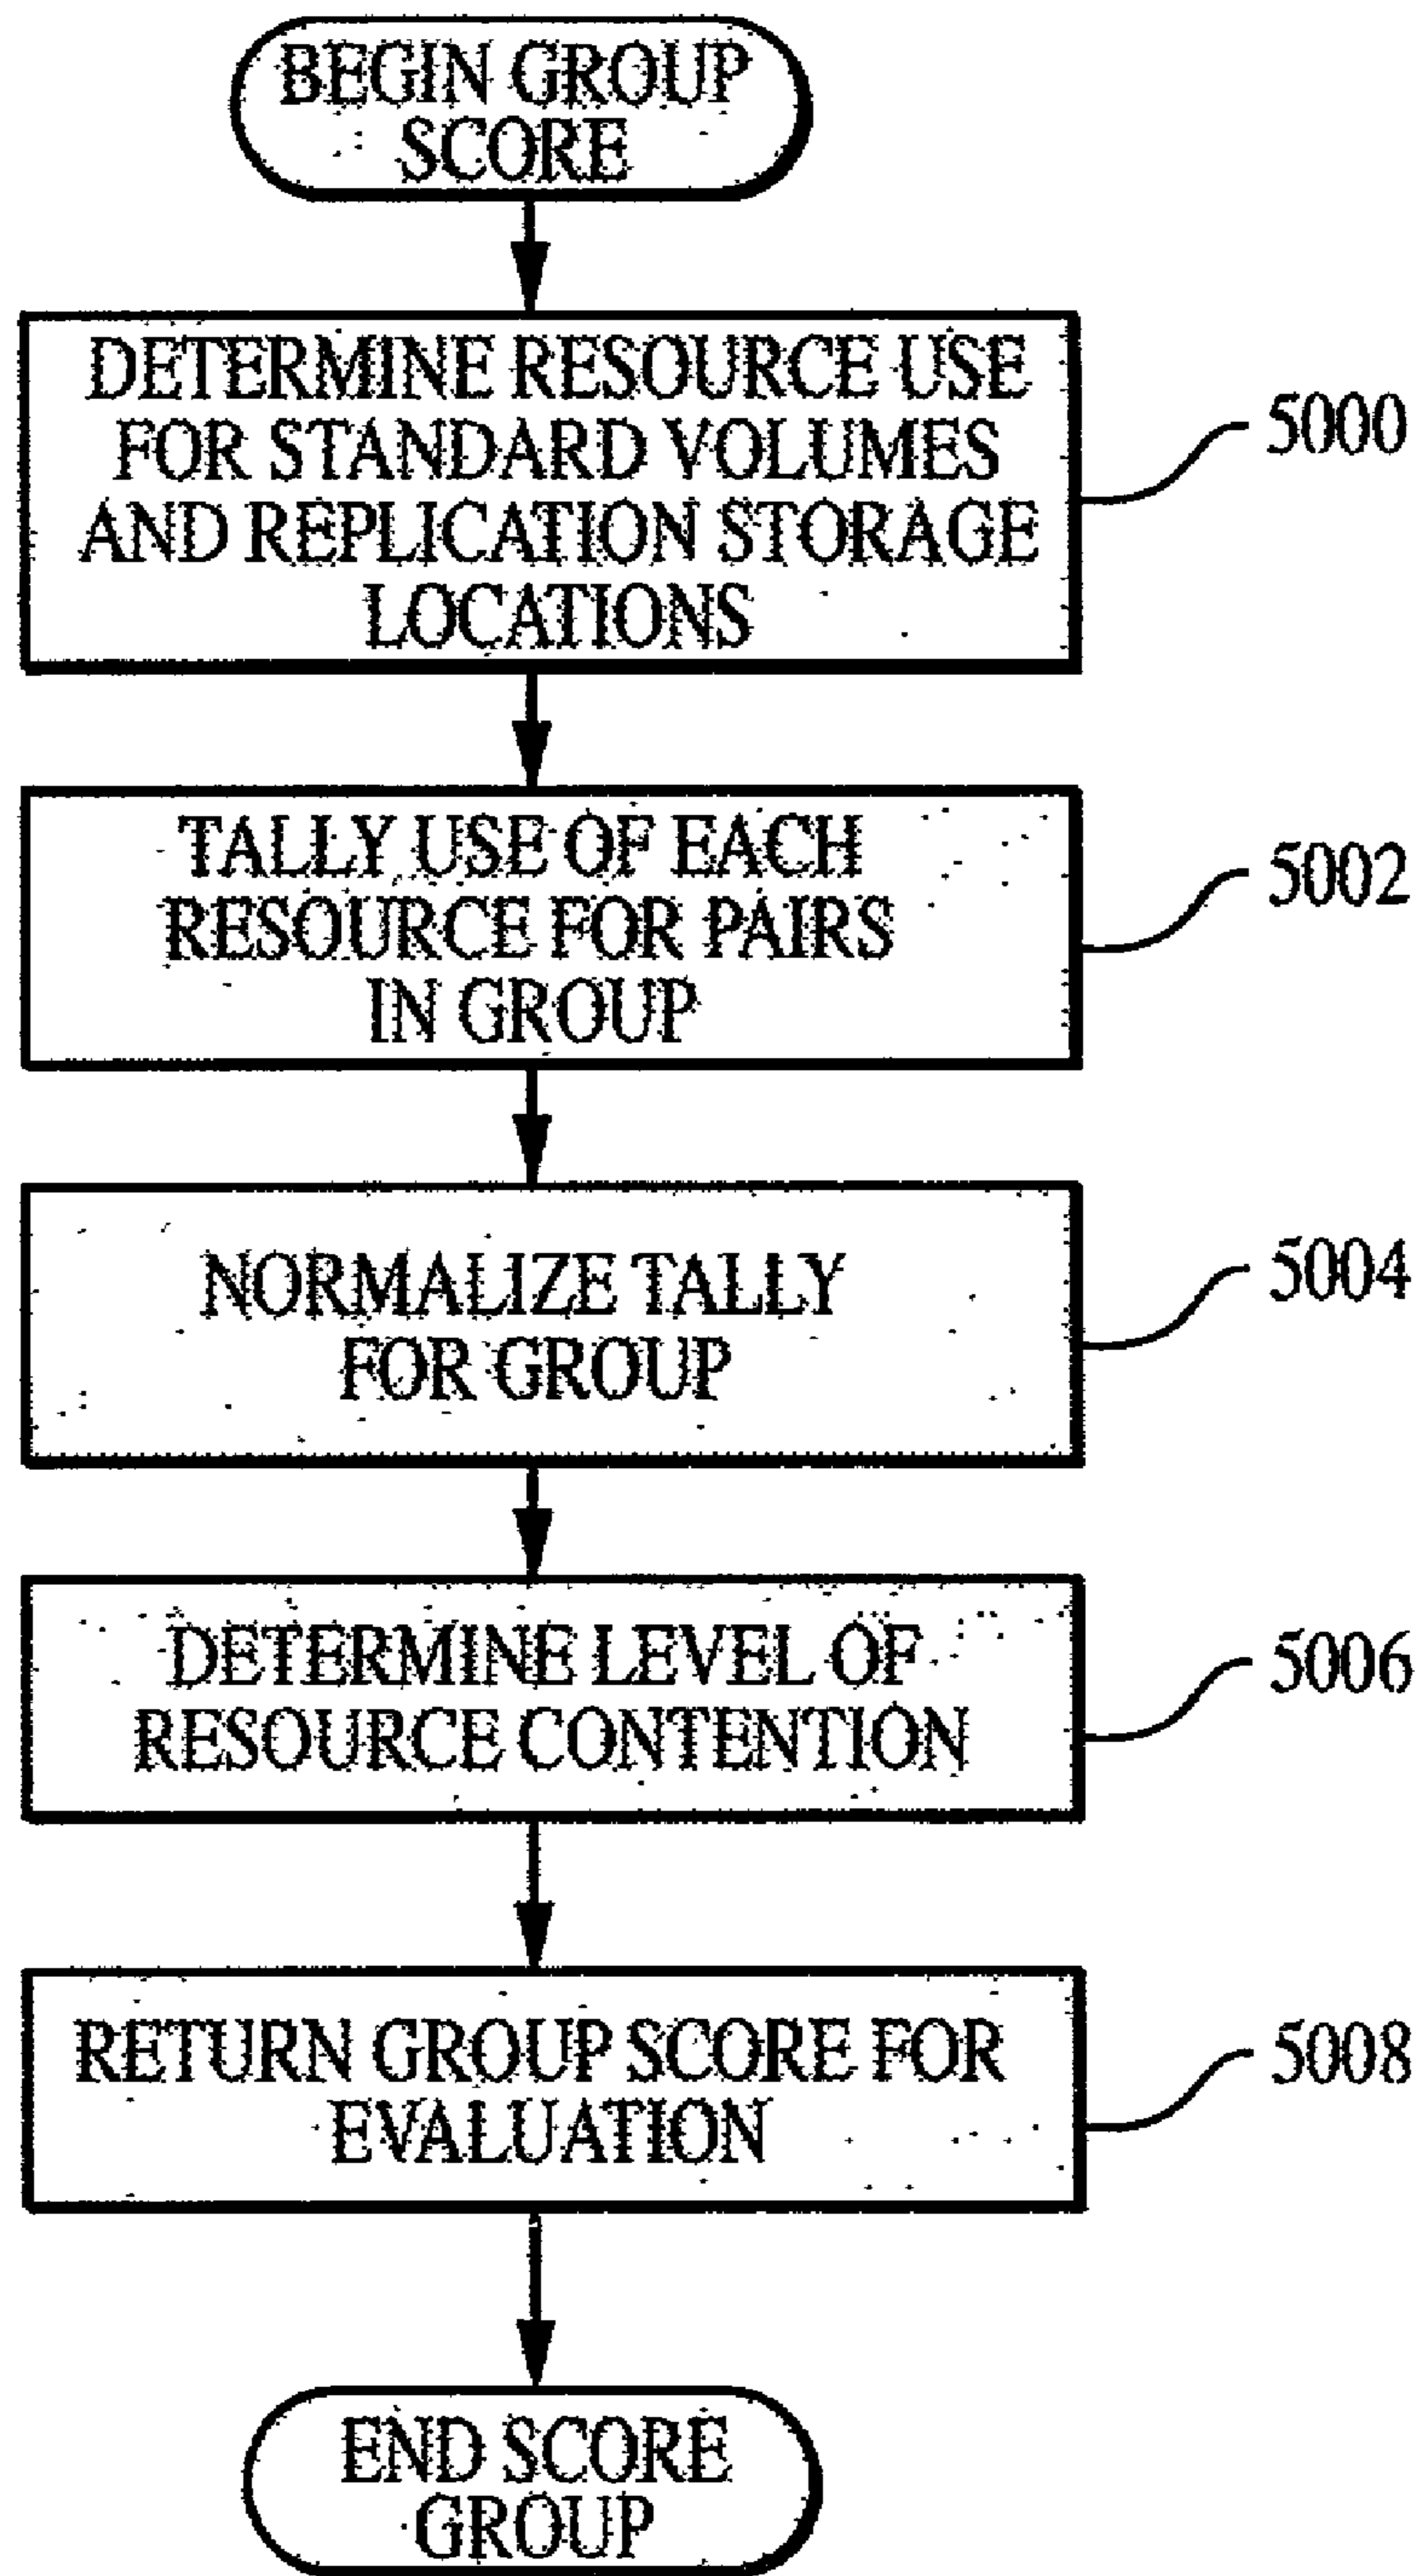 BEGIN GROUP
SCORE
DETERMINE RESOURCE USE
FOR STANDARD VOLUMES
AND REPLICATION STORAGE
LOCATIONS
5000
TALLY USE OF EACH
RESOURCE FOR PAIRS
IN GROUP
5002
NORMALIZE TALLY
FOR GROUP
5004
DETERMINE LEVEL OF
RESOURCE CONTENTION
5006
RETURN GROUP SCORE FOR
EVALUATION
5008
END SCORE
GROUP